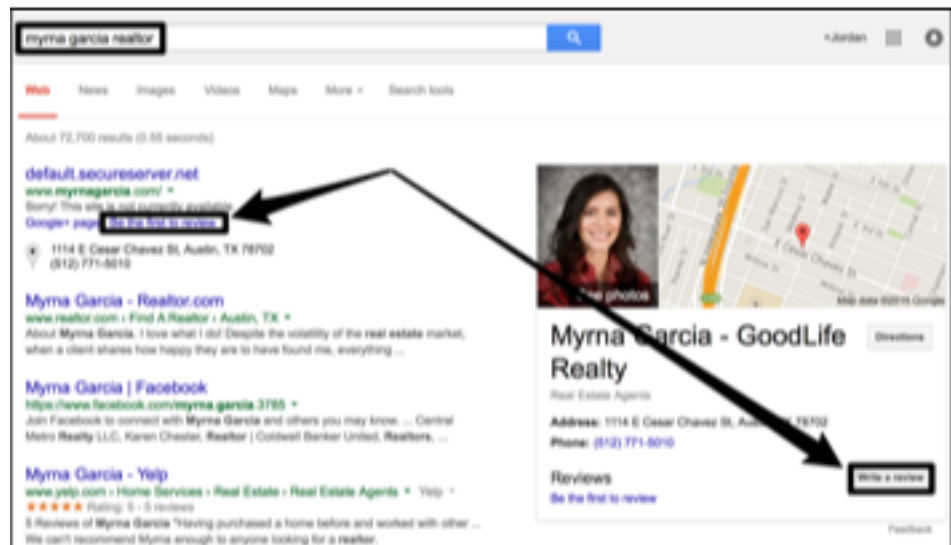 myrna garcia realtor
+Jordan
Web News Images Videos Maps More Search tools
About 72,700 results (0.55 seconds)
default.secureserver.net
www.myrnagarcia.com/
Sorry! This site is not currently available.
Google+ page Be the first to review
1114 E Cesar Chavez St, Austin, TX 78702
(512) 771-5010
Myrna Garcia - Realtor.com
www.realtor.com › Find A Realtor › Austin, TX
About Myrna Garcia. I love what I do! Despite the volatility of the real estate market,
when a client shares how happy they are to have found me, everything ...
Myrna Garcia | Facebook
https://www.facebook.com/myrna.garcia.3785
Join Facebook to connect with Myrna Garcia and others you may know. ... Central
Metro Realty LLC, Karen Chester, Realtor | Coldwell Banker United, Realtors, ...
Myrna Garcia - Yelp
www.yelp.com › Home Services › Real Estate › Real Estate Agents Yelp
Rating: 5 - 5 reviews
5 Reviews of Myrna Garcia "Having purchased a home before and worked with other ...
We can't recommend Myrna enough to anyone looking for a realtor.
See photos
E Cesar Chavez St
Map data ©2015 Google
Myrna Garcia - GoodLife
Realty
Directions
Real Estate Agents
Address: 1114 E Cesar Chavez St, Austin, TX 78702
Phone: (512) 771-5010
Reviews
Write a review
Be the first to review
Feedback